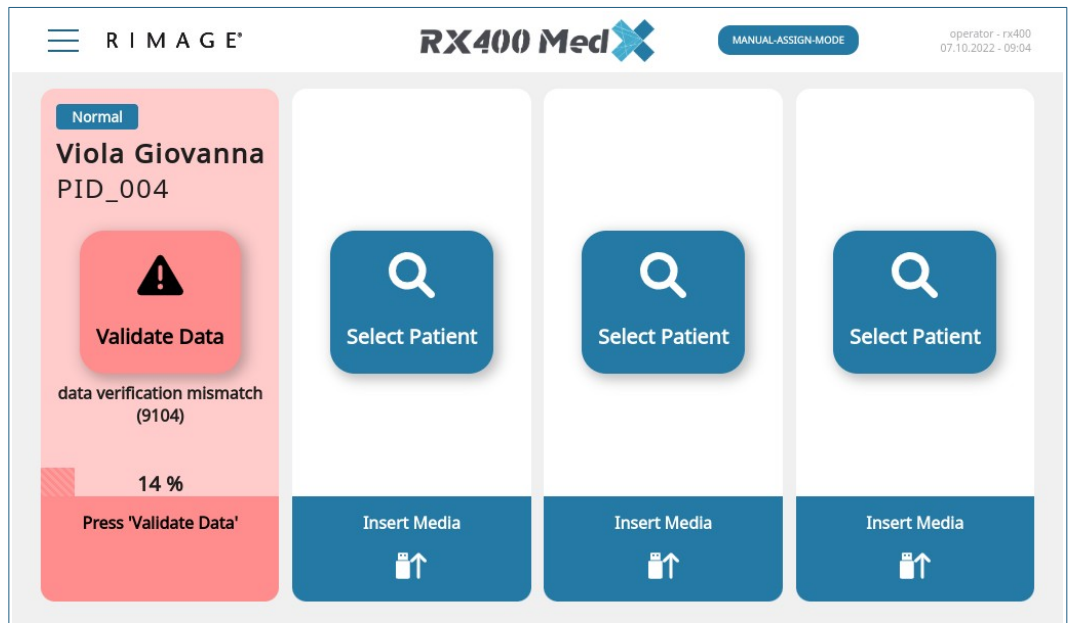 RIMAGE®
RX400 MedX
MANUAL-ASSIGN-MODE
operator - rx400
07.10.2022 - 09:04
Normal
Viola Giovanna
PID_004
Validate Data
data verification mismatch
(9104)
14 %
Press 'Validate Data'
Select Patient
Insert Media
Select Patient
Insert Media
Select Patient
Insert Media